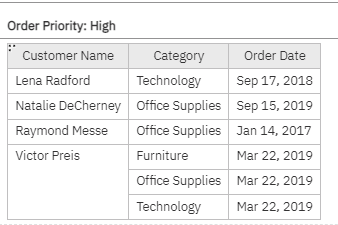 Order Priority: High
Customer Name Category Order Date
Lena Radford Technology Sep 17, 2018
Natalie DeCherney Office Supplies Sep 15, 2019
Raymond Messe Office Supplies Jan 14, 2017
Victor Preis Furniture Mar 22, 2019
Office Supplies Mar 22, 2019
Technology Mar 22, 2019